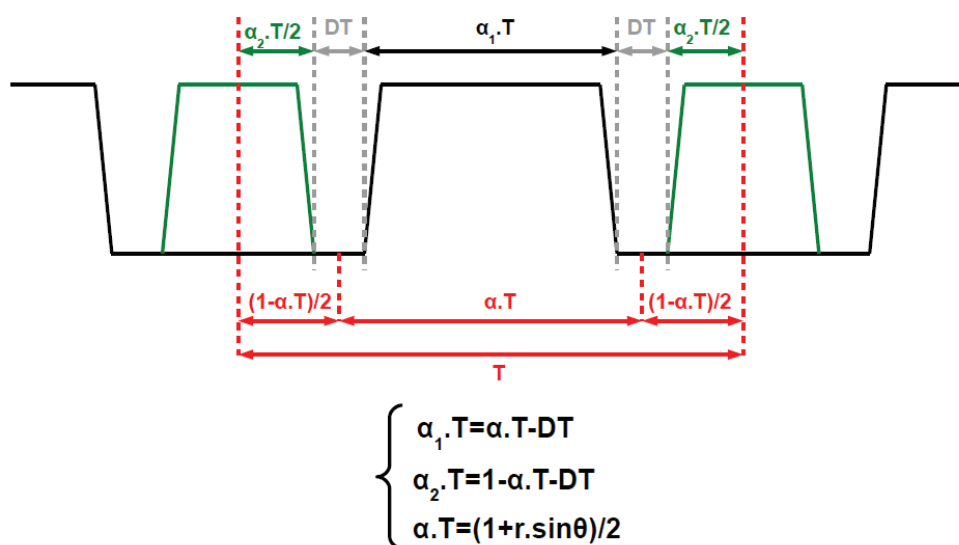 α₂.T/2 DT α₁.T DT α₂.T/2
(1-α.T)/2 α.T (1-α.T)/2
T
α₁.T=α.T-DT
α₂.T=1-α.T-DT
α.T=(1+r.sinθ)/2